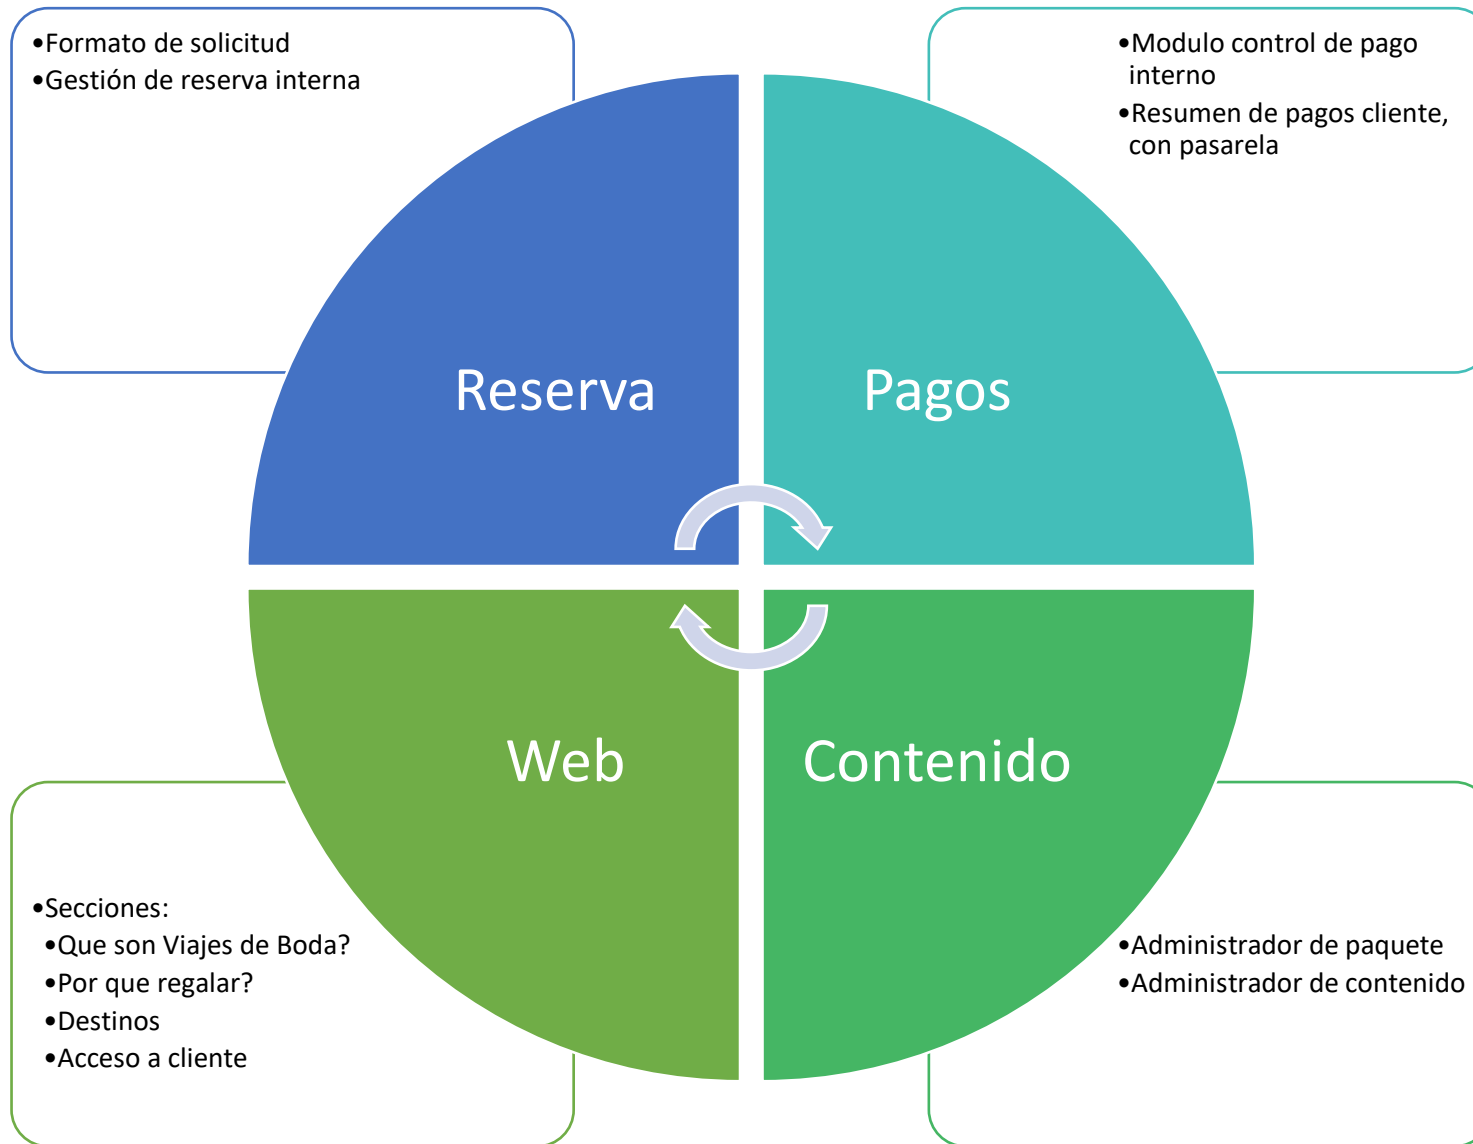 •Formato de solicitud
•Gestión de reserva interna
•Modulo control de pago
interno
•Resumen de pagos cliente,
con pasarela
Reserva
Pagos
Web
Contenido
•Secciones:
•Que son Viajes de Boda?
•Por que regalar?
•Destinos
•Acceso a cliente
•Administrador de paquete
•Administrador de contenido